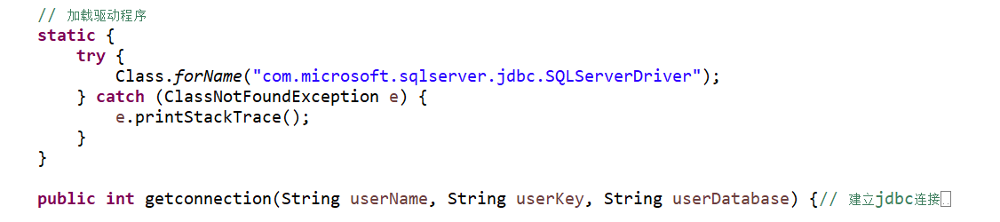 // 加载驱动程序
static {
try {
Class.forName("com.microsoft.sqlserver.jdbc.SQLServerDriver");
} catch (ClassNotFoundException e) {
e.printStackTrace();
}
}
public int getconnection(String userName, String userKey, String userDatabase) {// 建立jdbc连接